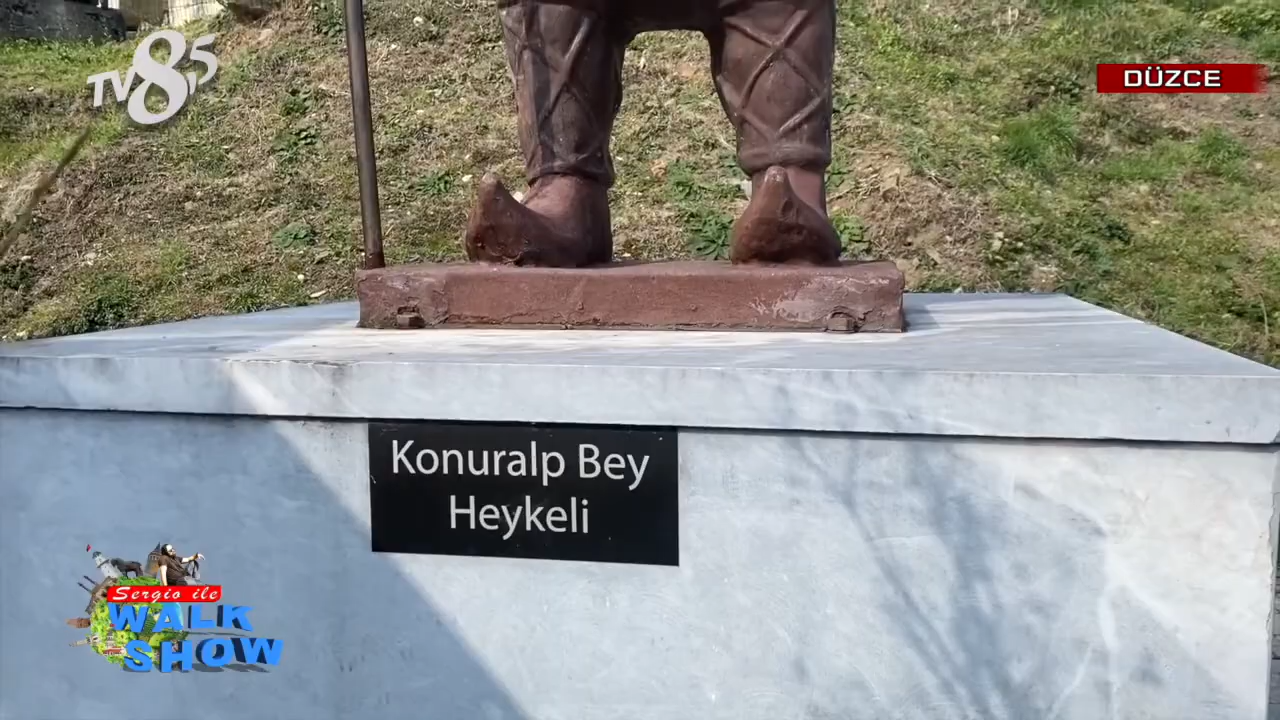 TV8,5
DÜZCE
Konuralp Bey
Heykeli
Sergio ile
WALK
SHOW